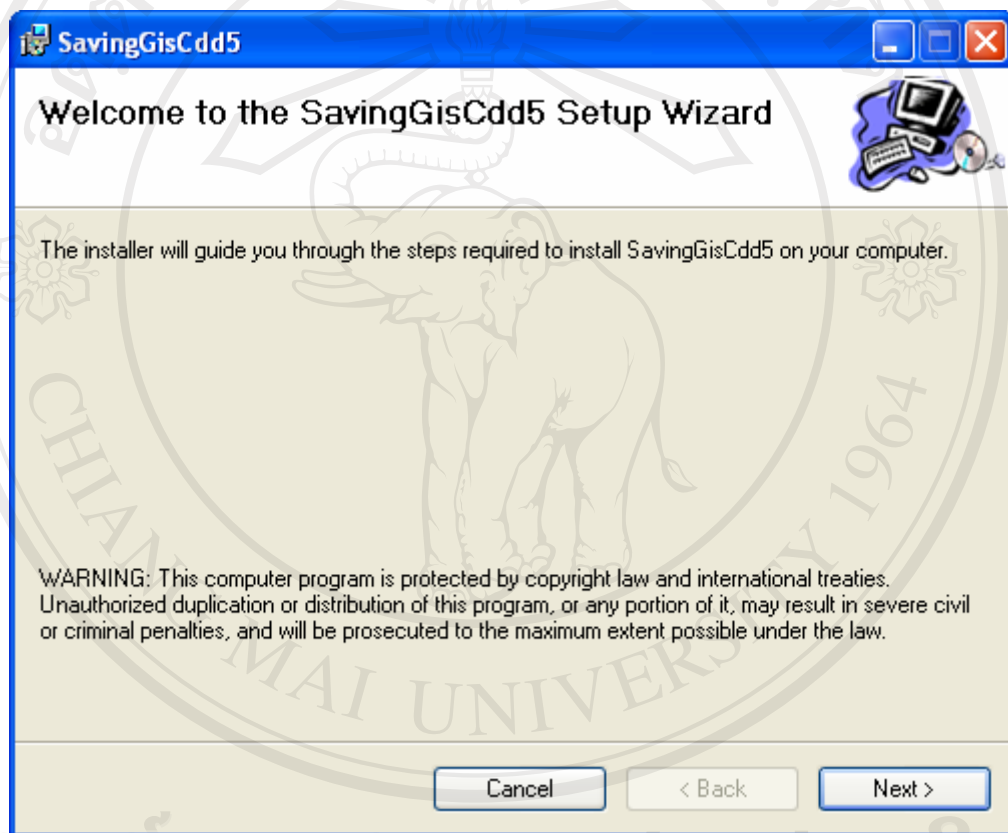 SavingGisCdd5
Welcome to the SavingGisCdd5 Setup Wizard
The installer will guide you through the steps required to install SavingGisCdd5 on your computer.
WARNING: This computer program is protected by copyright law and international treaties.
Unauthorized duplication or distribution of this program, or any portion of it, may result in severe civil
or criminal penalties, and will be prosecuted to the maximum extent possible under the law.
CHIANG MAI UNIVERSITY 1964
Cancel
< Back
Next >